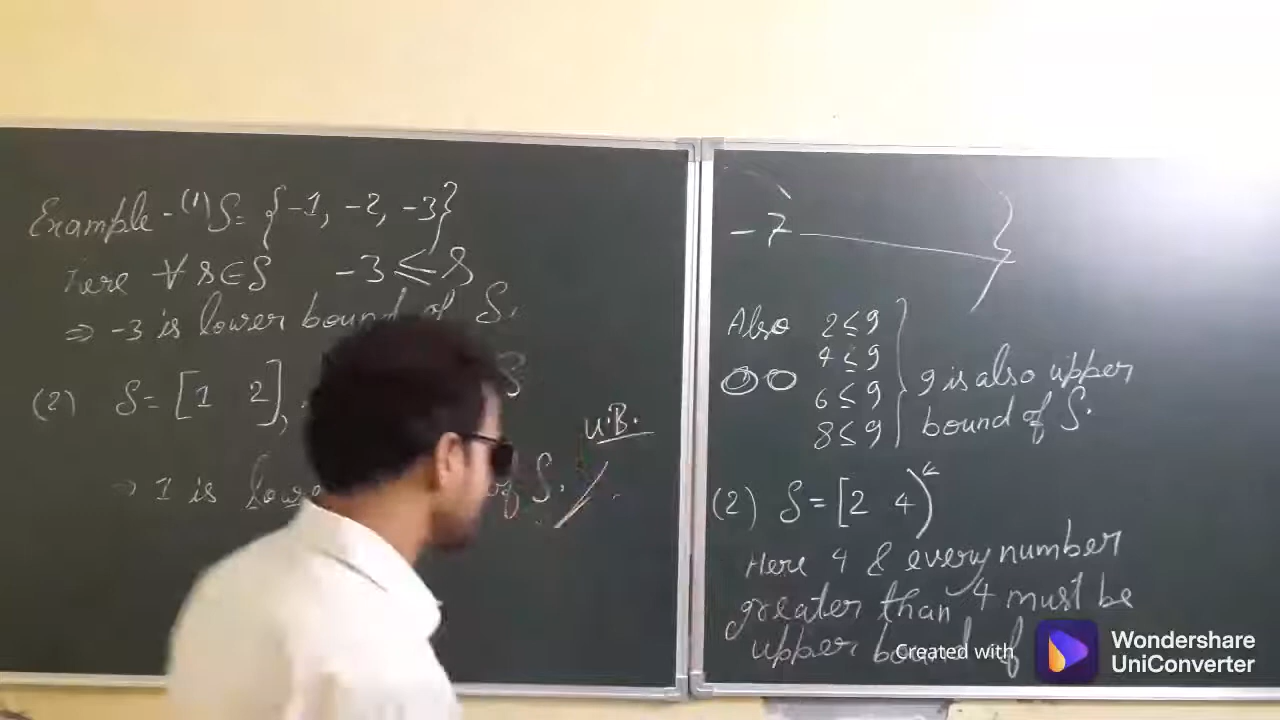 Example - (1) S = {-1, -2, -3}
Here ∀ s ∈ S -3 ≤ s
⇒ -3 is lower bound of S.
(2) S = [1 2], S
⇒ 1 is of S.
U.B.
-7 }
Also 2 ≤ 9
4 ≤ 9
6 ≤ 9
8 ≤ 9
9 is also upper
bound of S.
(2) S = [2 4)
Here 4 & every number
greater than 4 must be
upper bound of
Created with Wondershare UniConverter